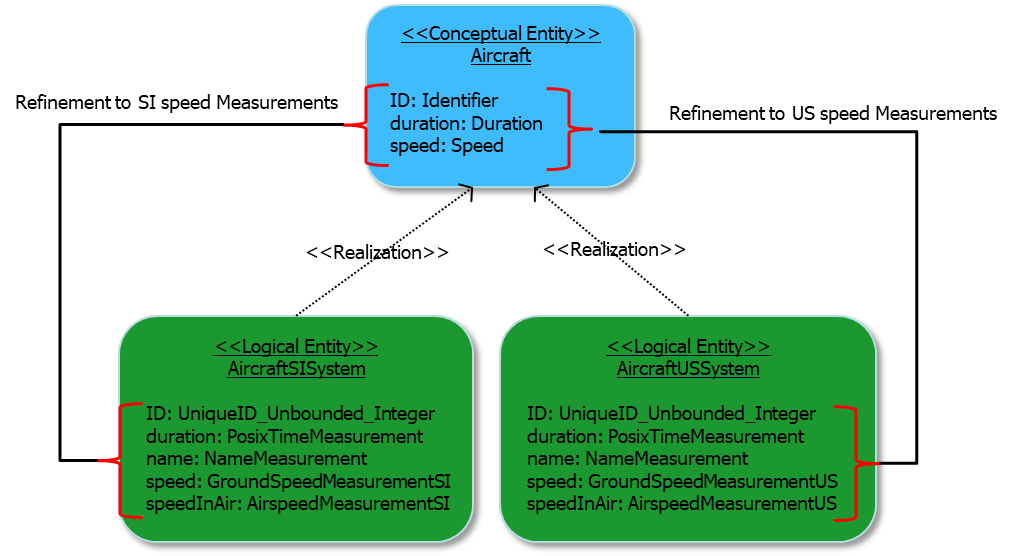 <<Conceptual Entity>>
Aircraft
ID: Identifier
duration: Duration
speed: Speed
Refinement to SI speed Measurements
Refinement to US speed Measurements
<<Realization>>
<<Realization>>
<<Logical Entity>>
AircraftSISystem
ID: UniqueID_Unbounded_Integer
duration: PosixTimeMeasurement
name: NameMeasurement
speed: GroundSpeedMeasurementSI
speedInAir: AirspeedMeasurementSI
<<Logical Entity>>
AircraftUSSystem
ID: UniqueID_Unbounded_Integer
duration: PosixTimeMeasurement
name: NameMeasurement
speed: GroundSpeedMeasurementUS
speedInAir: AirspeedMeasurementUS